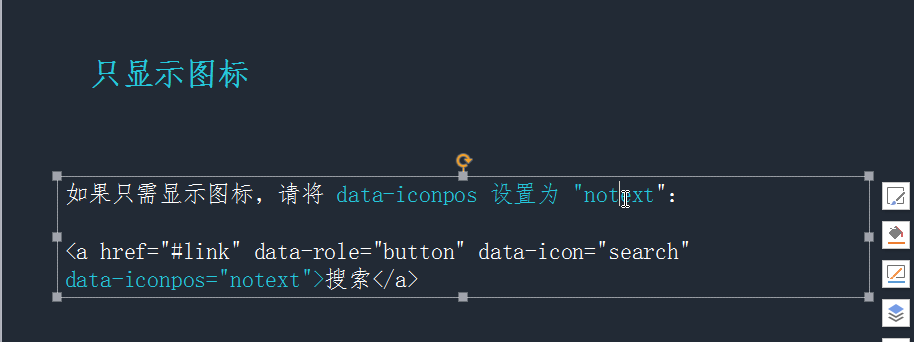 只显示图标
如果只需显示图标，请将 data-iconpos 设置为 "notext"：
<a href="#link" data-role="button" data-icon="search"
data-iconpos="notext">搜索</a>